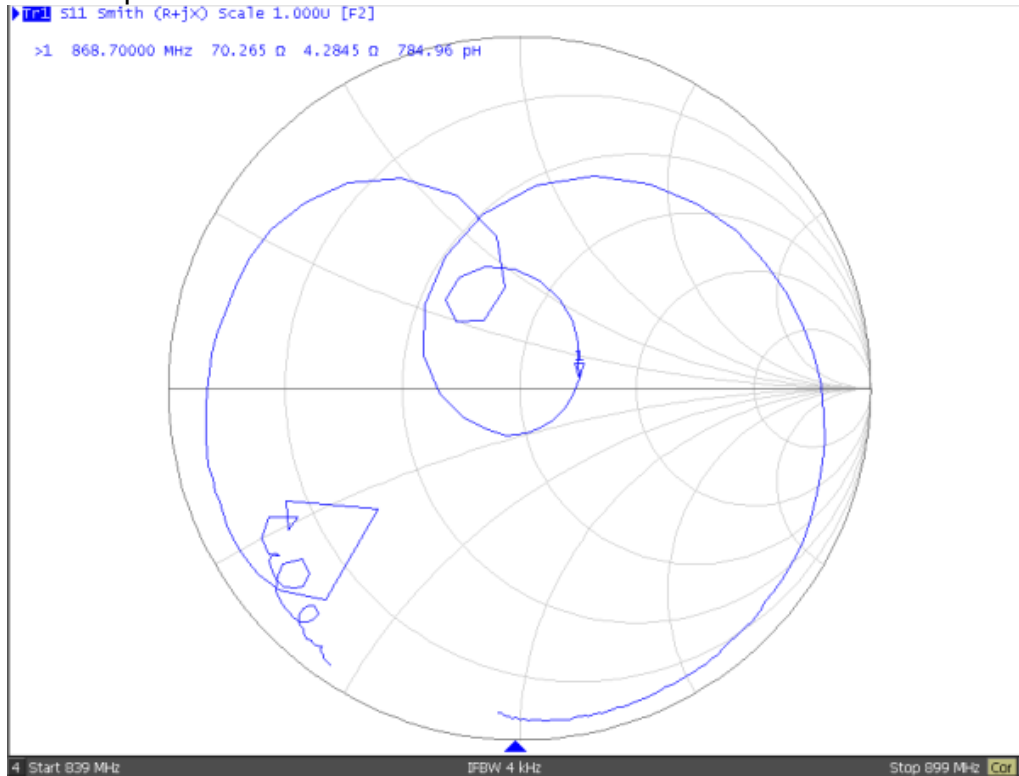 Tr1 S11 Smith (R+jX) Scale 1.000U [F2]
>1 868.70000 MHz 70.265 Ω 4.2845 Ω 784.96 pH
1
4 Start 839 MHz IFBW 4 kHz Stop 899 MHz Cor